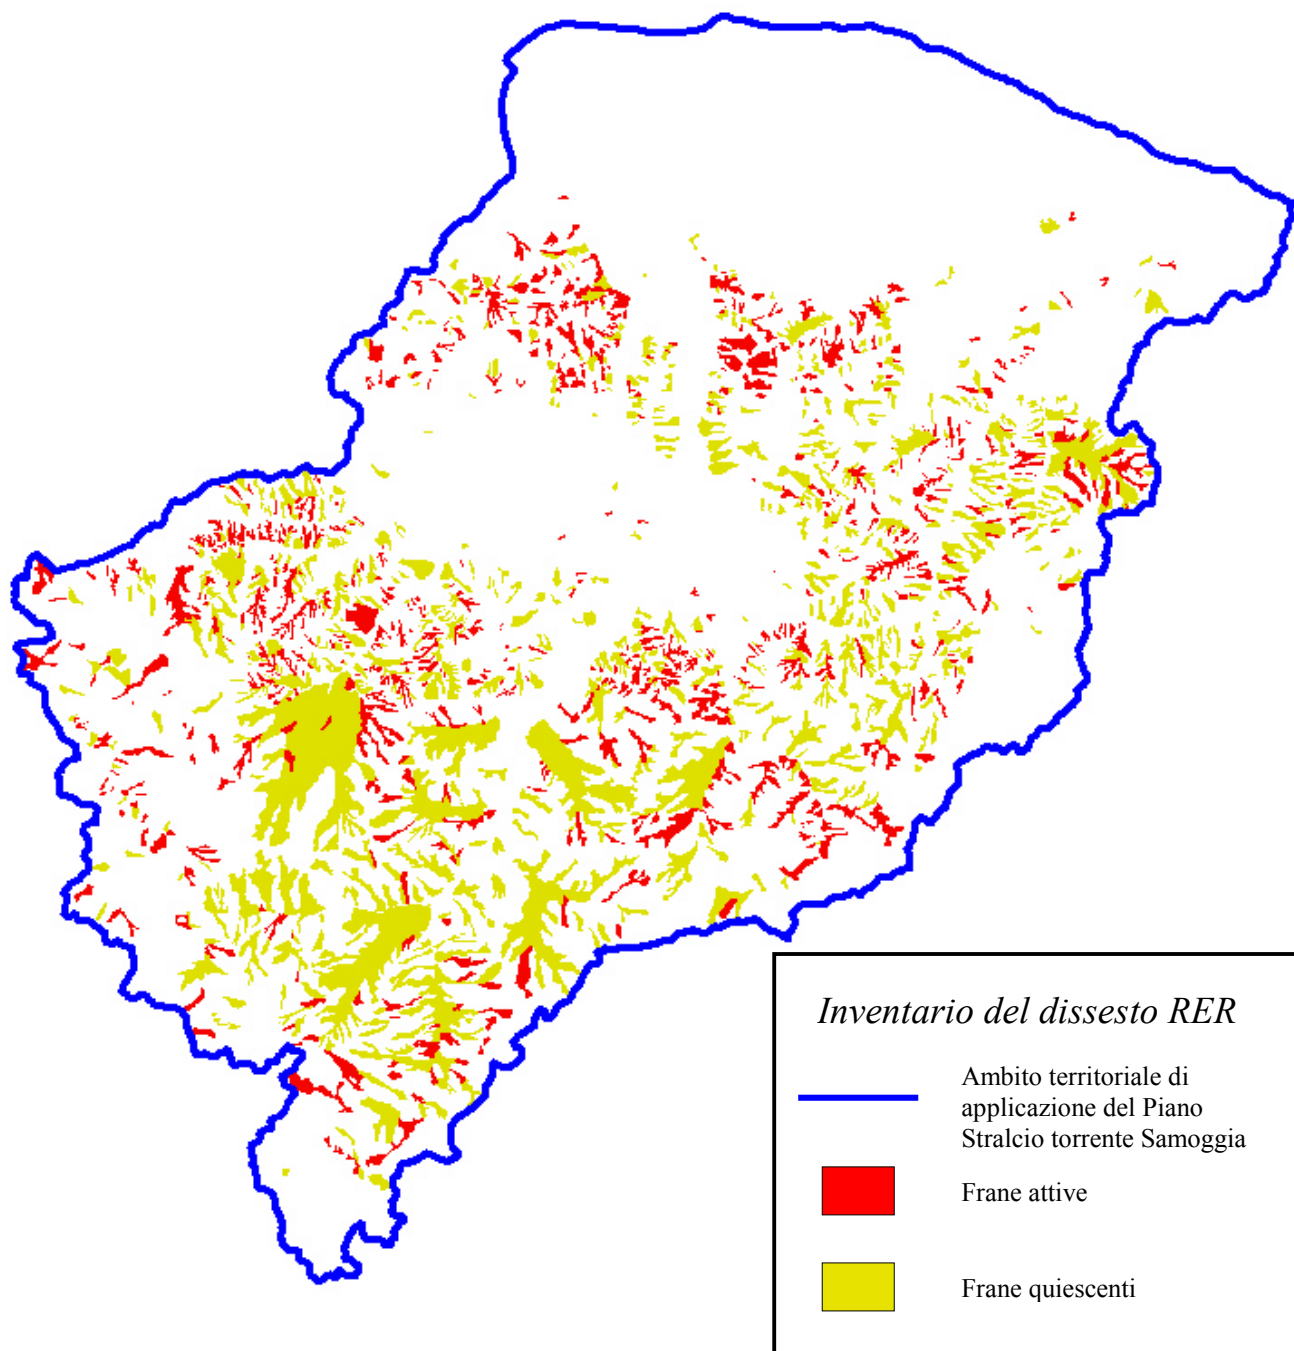 Inventario del dissesto RER
Ambito territoriale di
applicazione del Piano
Stralcio torrente Samoggia
Frane attive
Frane quiescenti